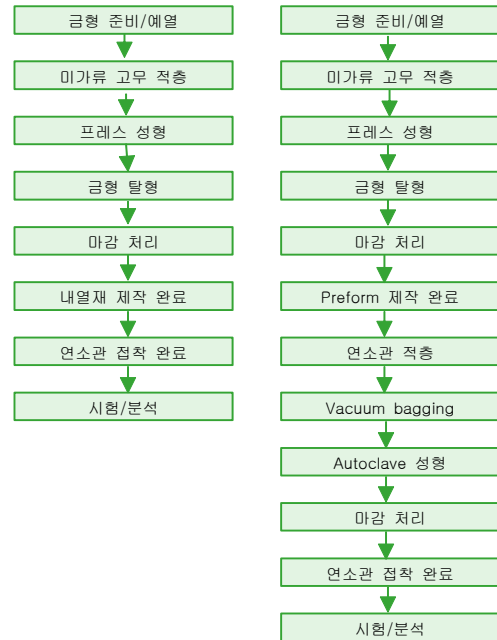 금형 준비/예열
미가류 고무 적층
프레스 성형
금형 탈형
마감 처리
내열재 제작 완료
연소관 접착 완료
시험/분석
금형 준비/예열
미가류 고무 적층
프레스 성형
금형 탈형
마감 처리
Preform 제작 완료
연소관 적층
Vacuum bagging
Autoclave 성형
마감 처리
연소관 접착 완료
시험/분석